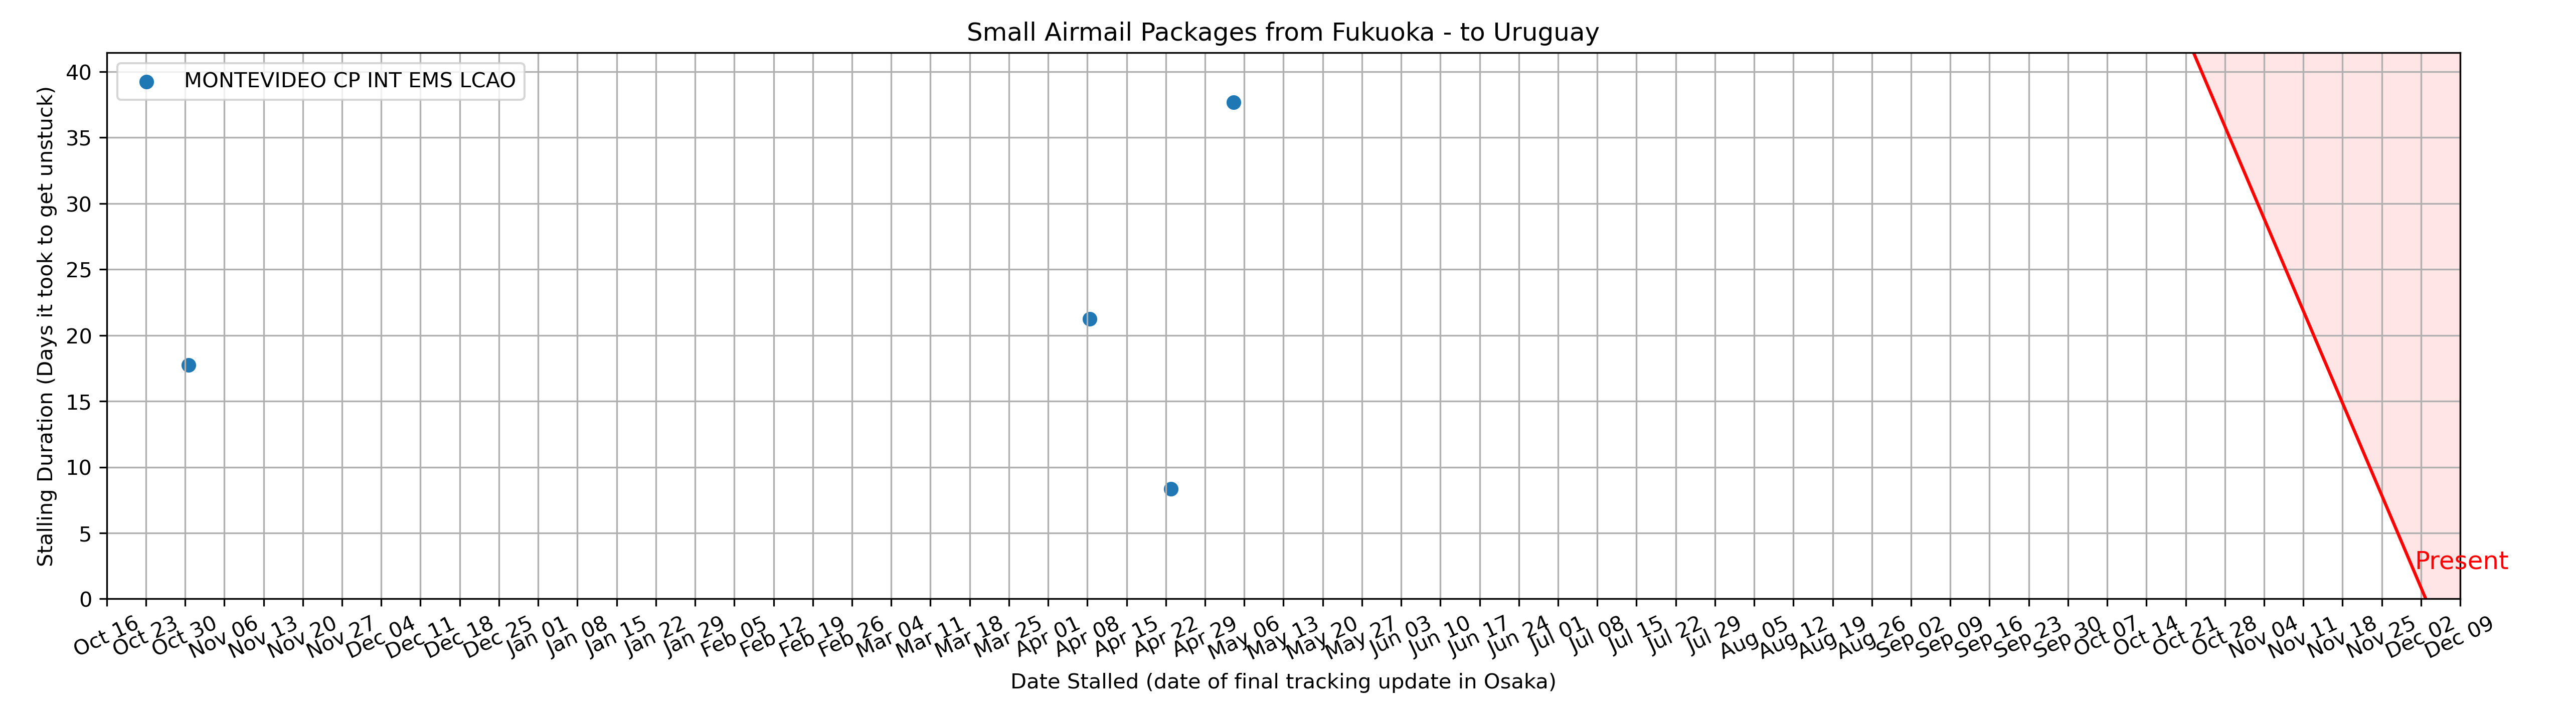 Small Airmail Packages from Fukuoka - to Uruguay
MONTEVIDEO CP INT EMS LCAO
Stalling Duration (Days it took to get unstuck)
40
35
30
25
20
15
10
5
0
Present
Oct 16 Oct 23 Oct 30 Nov 06 Nov 13 Nov 20 Nov 27 Dec 04 Dec 11 Dec 18 Dec 25 Jan 01 Jan 08 Jan 15 Jan 22 Jan 29 Feb 05 Feb 12 Feb 19 Feb 26 Mar 04 Mar 11 Mar 18 Mar 25 Apr 01 Apr 08 Apr 15 Apr 22 Apr 29 May 06 May 13 May 20 May 27 Jun 03 Jun 10 Jun 17 Jun 24 Jul 01 Jul 08 Jul 15 Jul 22 Jul 29 Aug 05 Aug 12 Aug 19 Aug 26 Sep 02 Sep 09 Sep 16 Sep 23 Sep 30 Oct 07 Oct 14 Oct 21 Oct 28 Nov 04 Nov 11 Nov 18 Nov 25 Dec 02 Dec 09
Date Stalled (date of final tracking update in Osaka)